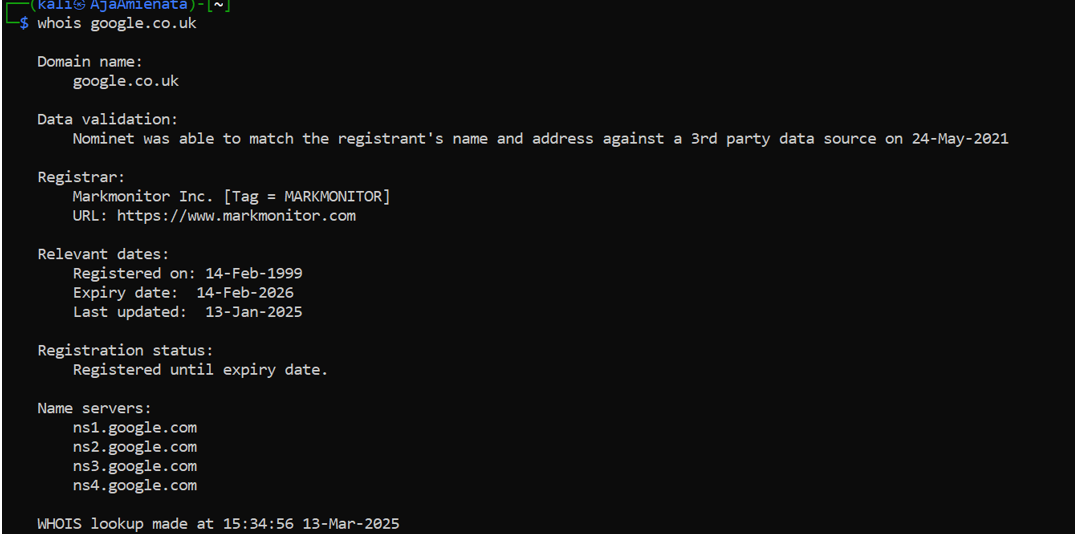 (kali㉿AjaAmienata)-[~]
$ whois google.co.uk
Domain name:
google.co.uk
Data validation:
Nominet was able to match the registrant's name and address against a 3rd party data source on 24-May-2021
Registrar:
Markmonitor Inc. [Tag = MARKMONITOR]
URL: https://www.markmonitor.com
Relevant dates:
Registered on: 14-Feb-1999
Expiry date:  14-Feb-2026
Last updated:  13-Jan-2025
Registration status:
Registered until expiry date.
Name servers:
ns1.google.com
ns2.google.com
ns3.google.com
ns4.google.com
WHOIS lookup made at 15:34:56 13-Mar-2025